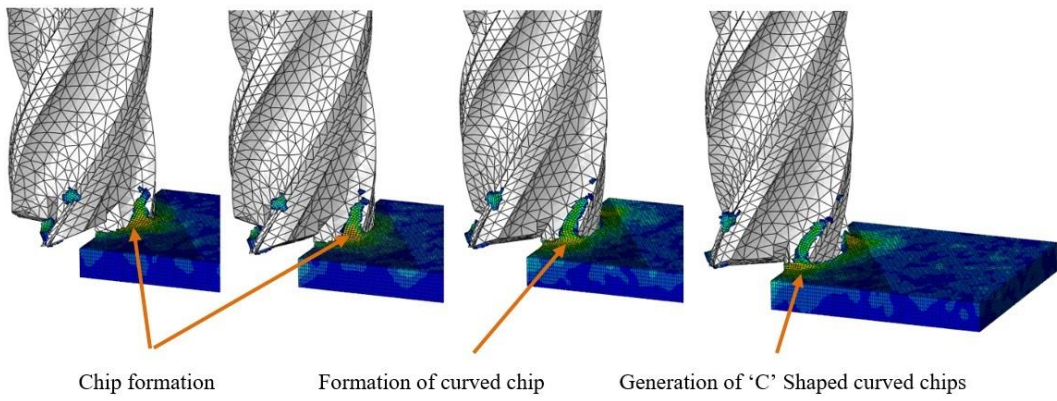 Chip formation
Formation of curved chip
Generation of ‘C’ Shaped curved chips